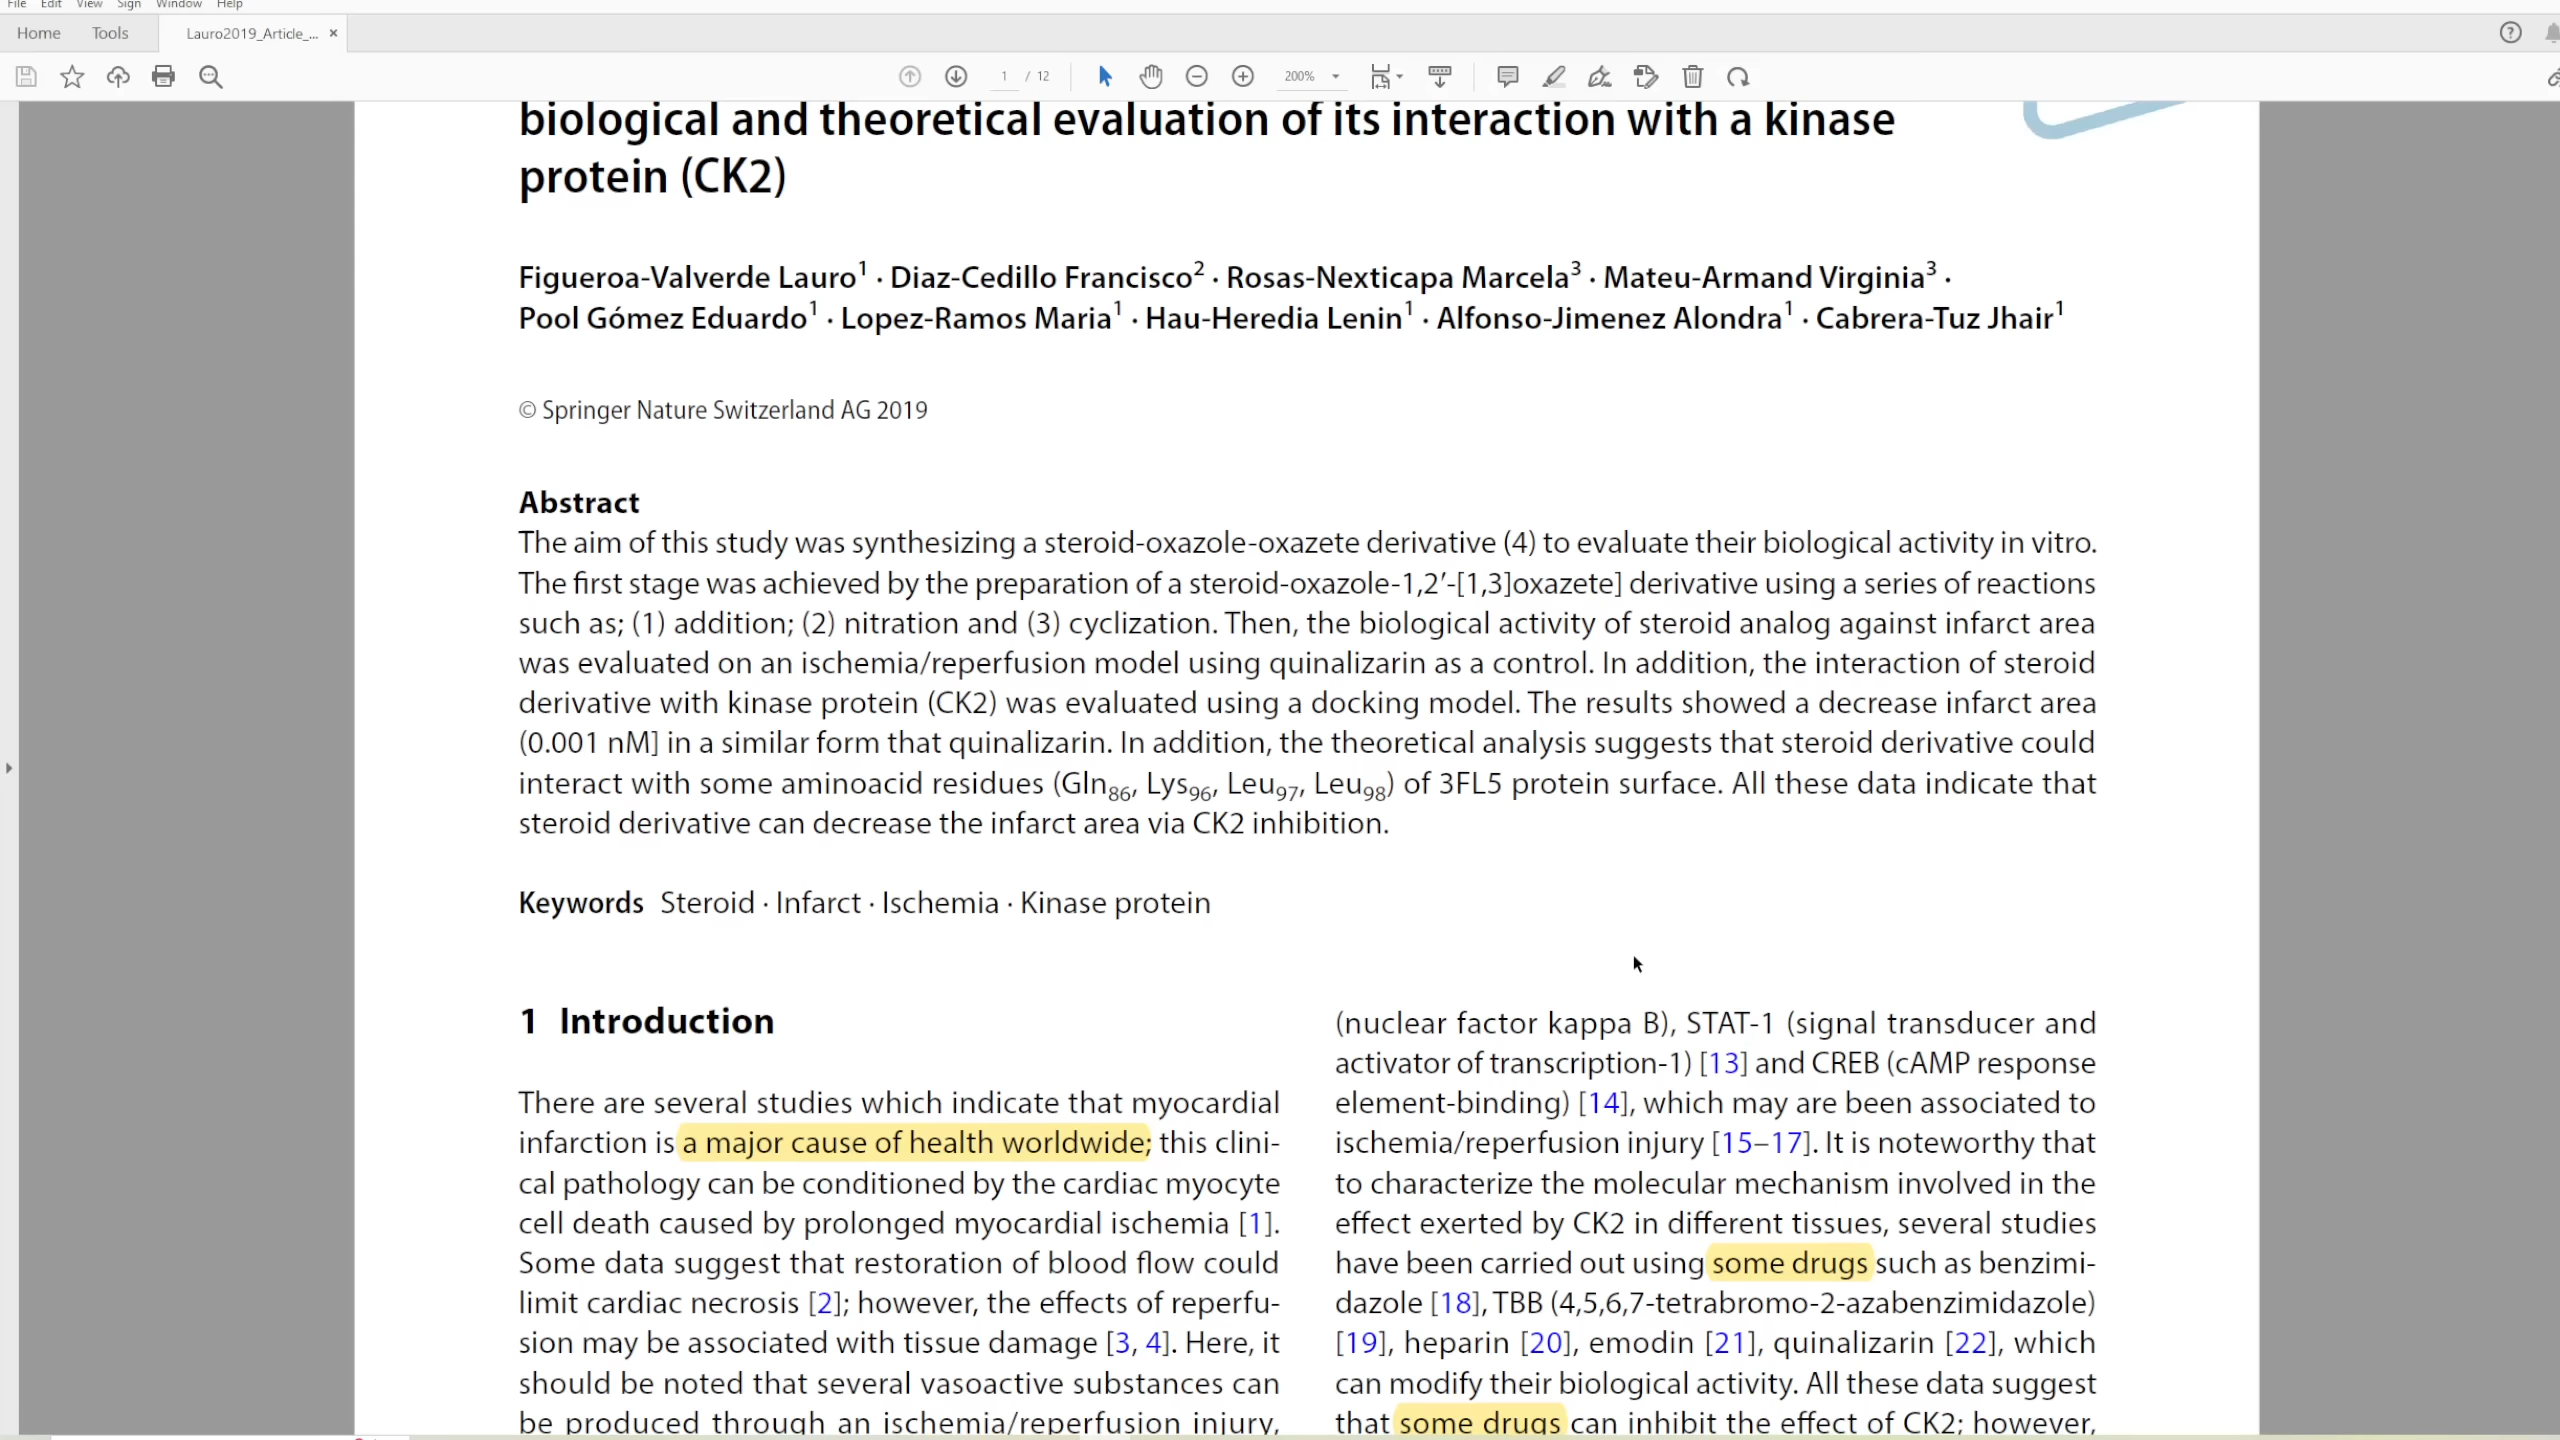 File Edit View Sign Window Help
Home Tools Lauro2019_Article_... ×
1 / 12 200%
biological and theoretical evaluation of its interaction with a kinase
protein (CK2)
Figueroa-Valverde Lauro1 · Diaz-Cedillo Francisco2 · Rosas-Nexticapa Marcela3 · Mateu-Armand Virginia3 ·
Pool Gómez Eduardo1 · Lopez-Ramos Maria1 · Hau-Heredia Lenin1 · Alfonso-Jimenez Alondra1 · Cabrera-Tuz Jhair1
© Springer Nature Switzerland AG 2019
Abstract
The aim of this study was synthesizing a steroid-oxazole-oxazete derivative (4) to evaluate their biological activity in vitro.
The first stage was achieved by the preparation of a steroid-oxazole-1,2′-[1,3]oxazete] derivative using a series of reactions
such as; (1) addition; (2) nitration and (3) cyclization. Then, the biological activity of steroid analog against infarct area
was evaluated on an ischemia/reperfusion model using quinalizarin as a control. In addition, the interaction of steroid
derivative with kinase protein (CK2) was evaluated using a docking model. The results showed a decrease infarct area
(0.001 nM] in a similar form that quinalizarin. In addition, the theoretical analysis suggests that steroid derivative could
interact with some aminoacid residues (Gln86, Lys96, Leu97, Leu98) of 3FL5 protein surface. All these data indicate that
steroid derivative can decrease the infarct area via CK2 inhibition.
Keywords Steroid · Infarct · Ischemia · Kinase protein
1 Introduction
There are several studies which indicate that myocardial
infarction is a major cause of health worldwide; this clini-
cal pathology can be conditioned by the cardiac myocyte
cell death caused by prolonged myocardial ischemia [1].
Some data suggest that restoration of blood flow could
limit cardiac necrosis [2]; however, the effects of reperfu-
sion may be associated with tissue damage [3, 4]. Here, it
should be noted that several vasoactive substances can
be produced through an ischemia/reperfusion injury,
(nuclear factor kappa B), STAT-1 (signal transducer and
activator of transcription-1) [13] and CREB (cAMP response
element-binding) [14], which may are been associated to
ischemia/reperfusion injury [15–17]. It is noteworthy that
to characterize the molecular mechanism involved in the
effect exerted by CK2 in different tissues, several studies
have been carried out using some drugs such as benzimi-
dazole [18], TBB (4,5,6,7-tetrabromo-2-azabenzimidazole)
[19], heparin [20], emodin [21], quinalizarin [22], which
can modify their biological activity. All these data suggest
that some drugs can inhibit the effect of CK2; however,